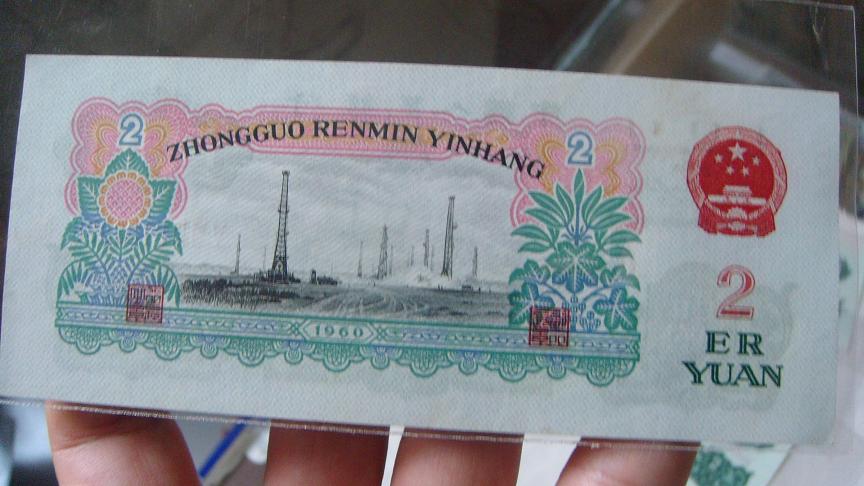 2
ZHONGGUO RENMIN YINHANG
2
1960
2
ER
YUAN